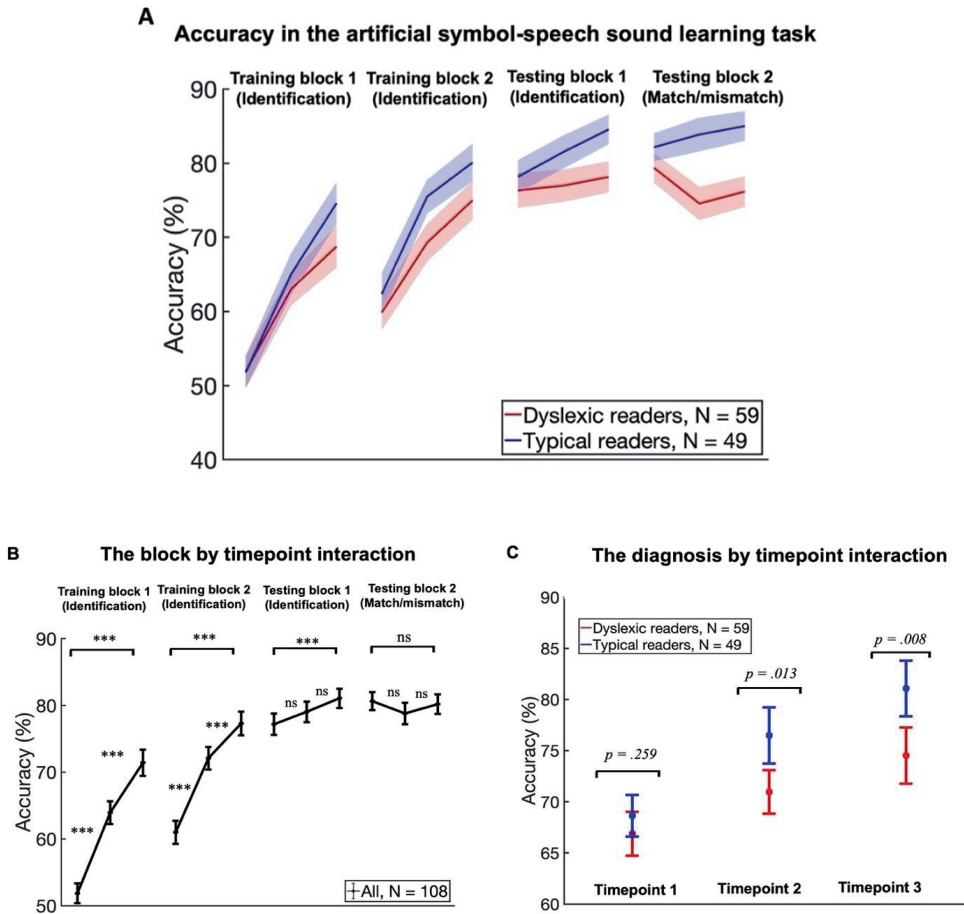 A
Accuracy in the artificial symbol-speech sound learning task
Training block 1 Training block 2 Testing block 1 Testing block 2
(Identification) (Identification) (Identification) (Match/mismatch)
Accuracy (%)
90
80
70
60
50
40
Dyslexic readers, N = 59
Typical readers, N = 49
B
The block by timepoint interaction
Training block 1 Training block 2 Testing block 1 Testing block 2
(Identification) (Identification) (Identification) (Match/mismatch)
*** *** *** ns
Accuracy (%)
90
80
70
60
50
*** *** *** *** ns ns ns ns
All, N = 108
C
The diagnosis by timepoint interaction
Dyslexic readers, N = 59
Typical readers, N = 49
p = .259
p = .013
p = .008
Accuracy (%)
90
85
80
75
70
65
60
Timepoint 1 Timepoint 2 Timepoint 3